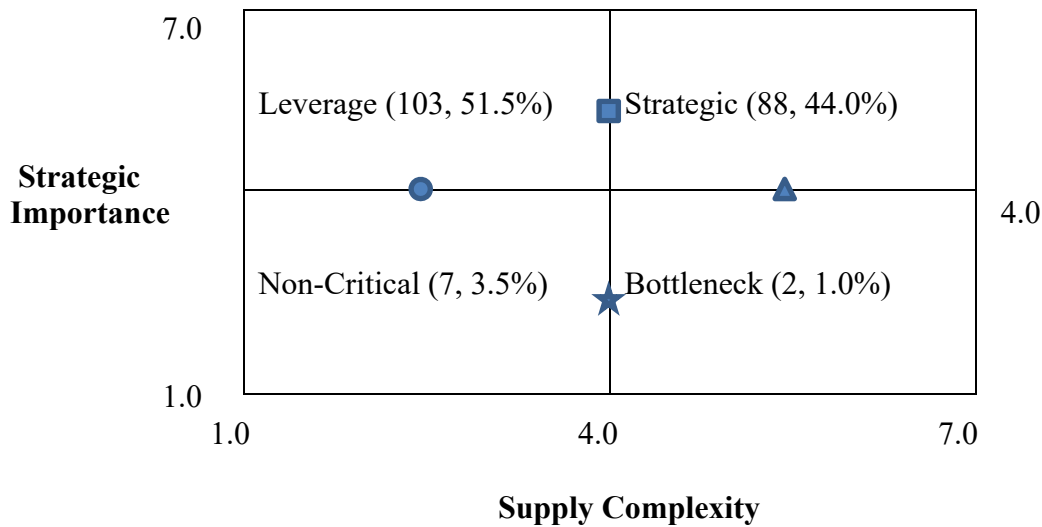 7.0
Leverage (103, 51.5%)
Strategic (88, 44.0%)
Strategic
Importance
4.0
Non-Critical (7, 3.5%)
Bottleneck (2, 1.0%)
1.0
1.0
4.0
7.0
Supply Complexity